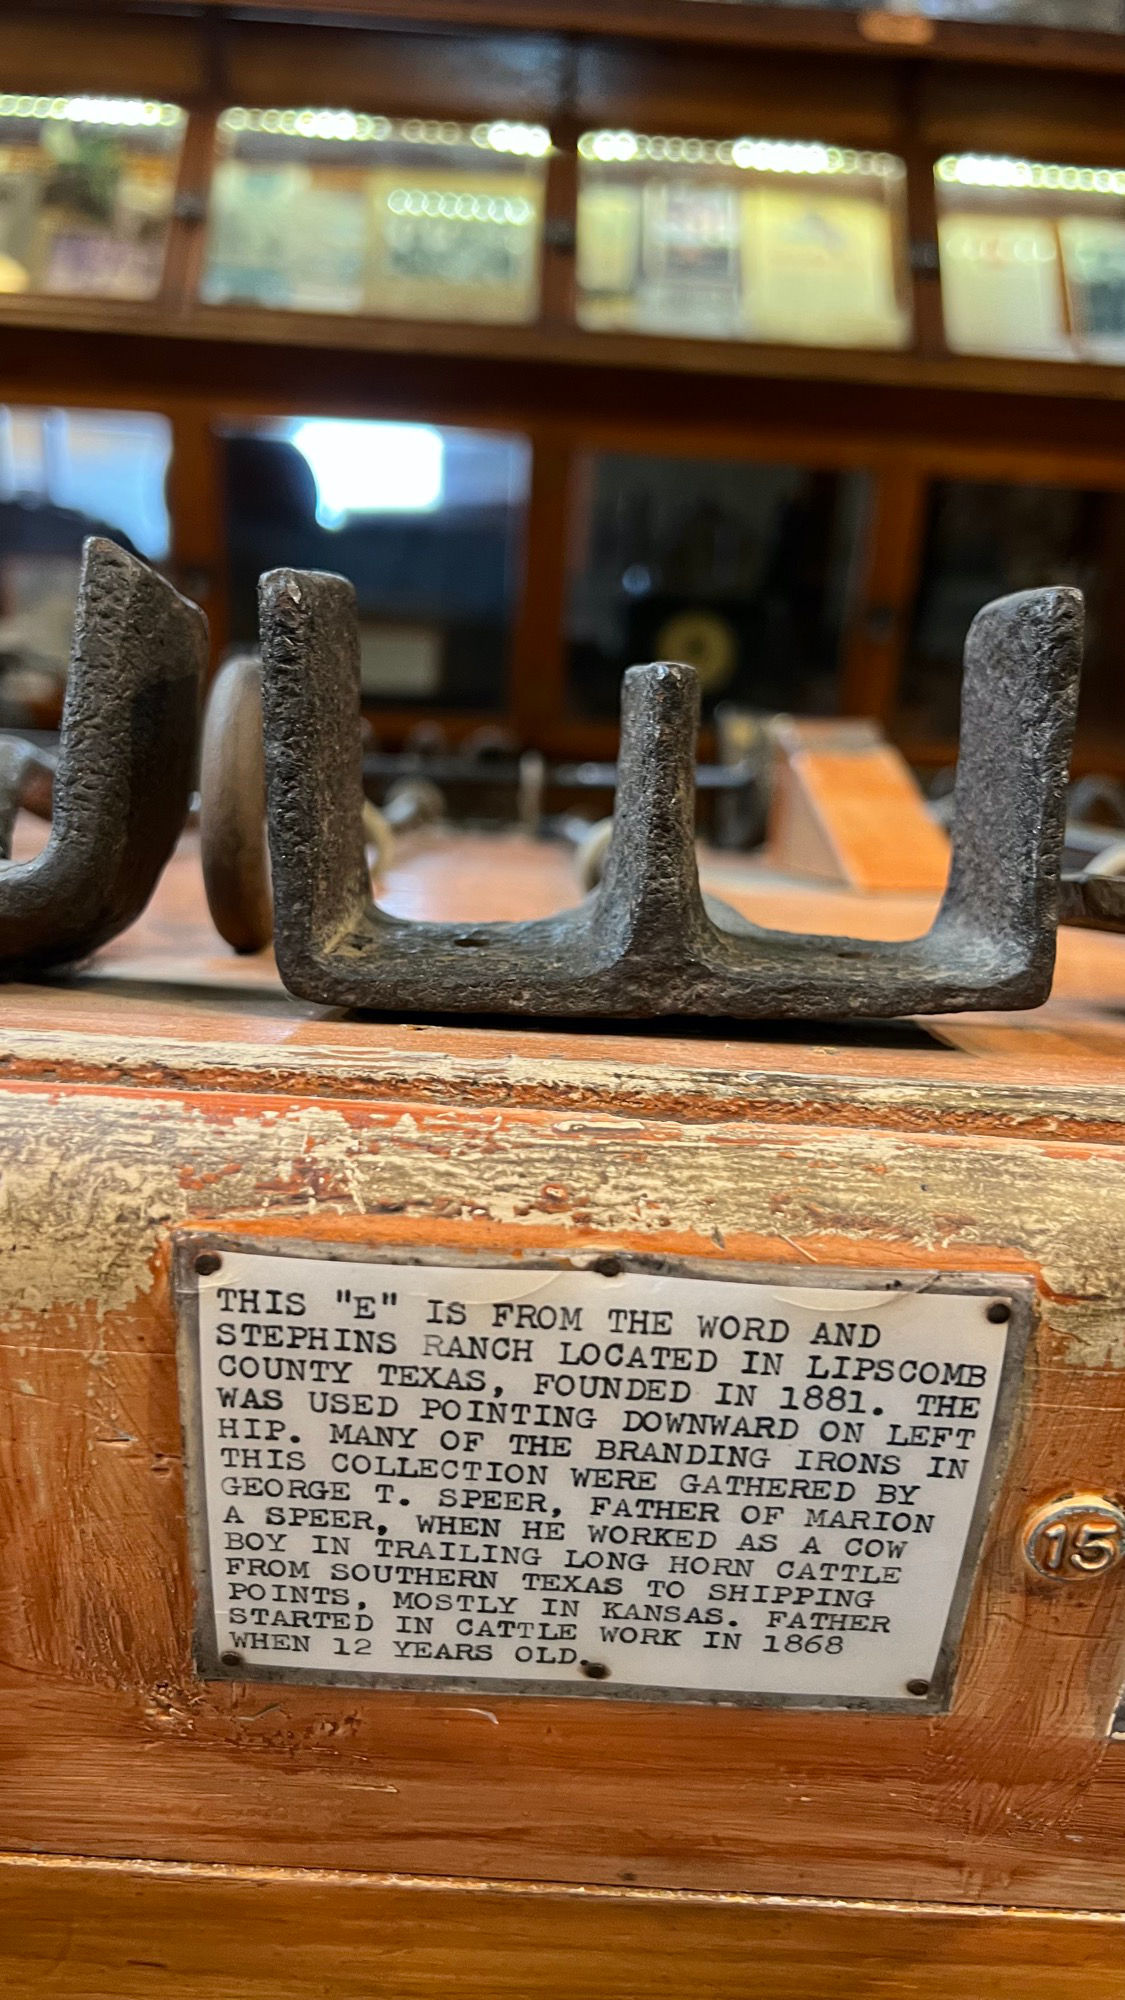 THIS "E" IS FROM THE WORD AND
STEPHINS RANCH LOCATED IN LIPSCOMB
COUNTY TEXAS, FOUNDED IN 1881. THE
WAS USED POINTING DOWNWARD ON LEFT
HIP. MANY OF THE BRANDING IRONS IN
THIS COLLECTION WERE GATHERED BY
GEORGE T. SPEER, FATHER OF MARION
A SPEER, WHEN HE WORKED AS A COW
BOY IN TRAILING LONG HORN CATTLE
FROM SOUTHERN TEXAS TO SHIPPING
POINTS, MOSTLY IN KANSAS. FATHER
STARTED IN CATTLE WORK IN 1868
WHEN 12 YEARS OLD.
15